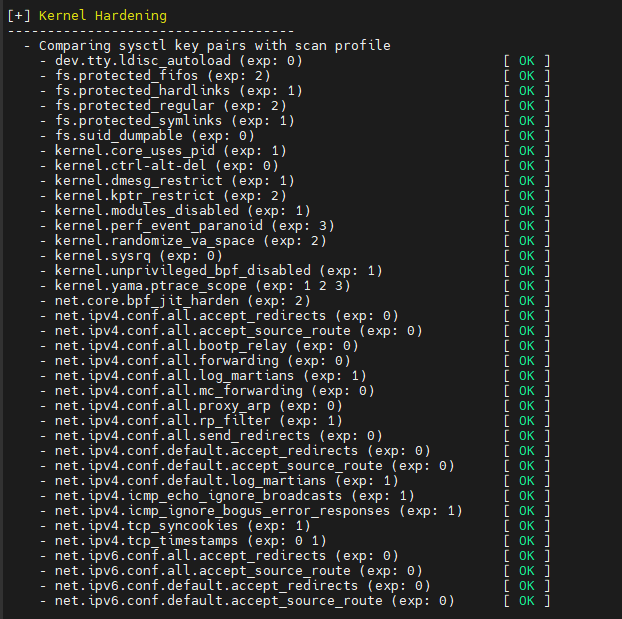 [+] Kernel Hardening
------------------------------------
- Comparing sysctl key pairs with scan profile
- dev.tty.ldisc_autoload (exp: 0) [ OK ]
- fs.protected_fifos (exp: 2) [ OK ]
- fs.protected_hardlinks (exp: 1) [ OK ]
- fs.protected_regular (exp: 2) [ OK ]
- fs.protected_symlinks (exp: 1) [ OK ]
- fs.suid_dumpable (exp: 0) [ OK ]
- kernel.core_uses_pid (exp: 1) [ OK ]
- kernel.ctrl-alt-del (exp: 0) [ OK ]
- kernel.dmesg_restrict (exp: 1) [ OK ]
- kernel.kptr_restrict (exp: 2) [ OK ]
- kernel.modules_disabled (exp: 1) [ OK ]
- kernel.perf_event_paranoid (exp: 3) [ OK ]
- kernel.randomize_va_space (exp: 2) [ OK ]
- kernel.sysrq (exp: 0) [ OK ]
- kernel.unprivileged_bpf_disabled (exp: 1) [ OK ]
- kernel.yama.ptrace_scope (exp: 1 2 3) [ OK ]
- net.core.bpf_jit_harden (exp: 2) [ OK ]
- net.ipv4.conf.all.accept_redirects (exp: 0) [ OK ]
- net.ipv4.conf.all.accept_source_route (exp: 0) [ OK ]
- net.ipv4.conf.all.bootp_relay (exp: 0) [ OK ]
- net.ipv4.conf.all.forwarding (exp: 0) [ OK ]
- net.ipv4.conf.all.log_martians (exp: 1) [ OK ]
- net.ipv4.conf.all.mc_forwarding (exp: 0) [ OK ]
- net.ipv4.conf.all.proxy_arp (exp: 0) [ OK ]
- net.ipv4.conf.all.rp_filter (exp: 1) [ OK ]
- net.ipv4.conf.all.send_redirects (exp: 0) [ OK ]
- net.ipv4.conf.default.accept_redirects (exp: 0) [ OK ]
- net.ipv4.conf.default.accept_source_route (exp: 0) [ OK ]
- net.ipv4.conf.default.log_martians (exp: 1) [ OK ]
- net.ipv4.icmp_echo_ignore_broadcasts (exp: 1) [ OK ]
- net.ipv4.icmp_ignore_bogus_error_responses (exp: 1) [ OK ]
- net.ipv4.tcp_syncookies (exp: 1) [ OK ]
- net.ipv4.tcp_timestamps (exp: 0 1) [ OK ]
- net.ipv6.conf.all.accept_redirects (exp: 0) [ OK ]
- net.ipv6.conf.all.accept_source_route (exp: 0) [ OK ]
- net.ipv6.conf.default.accept_redirects (exp: 0) [ OK ]
- net.ipv6.conf.default.accept_source_route (exp: 0) [ OK ]